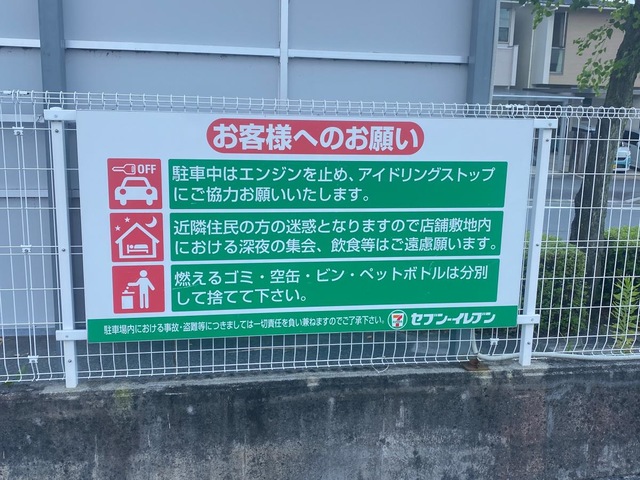 お客様へのお願い
OFF
駐車中はエンジンを止め、アイドリングストップ
にご協力お願いいたします。
近隣住民の方の迷惑となりますので店舗敷地内
における深夜の集会、飲食等はご遠慮願います。
燃えるゴミ・空缶・ビン・ペットボトルは分別
して捨てて下さい。
駐車場内における事故・盗難等につきましては一切責任を負い兼ねますのでご了承下さい。 セブン-イレブン